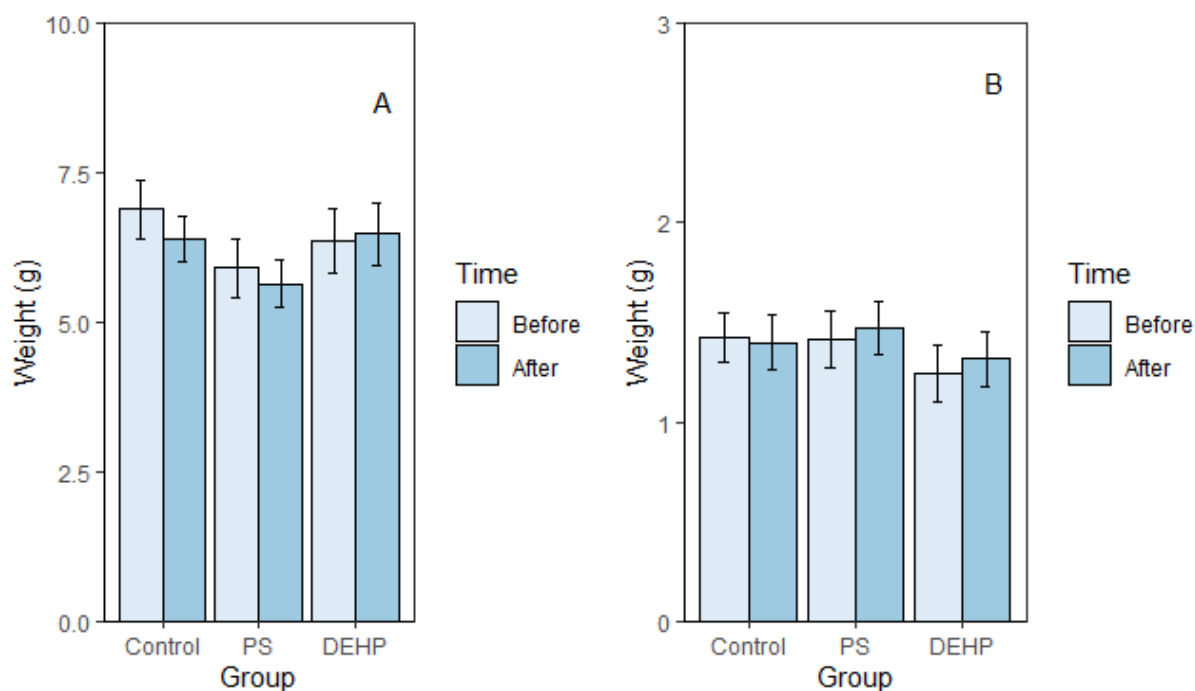 10.0
7.5
5.0
2.5
0.0
Weight (g)
A
Control PS DEHP
Group
Time
Before
After
3
2
1
0
Weight (g)
B
Control PS DEHP
Group
Time
Before
After